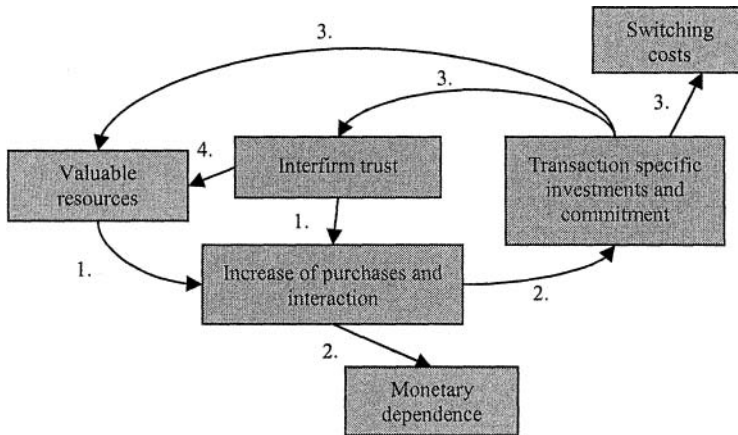 Switching
costs
3.
3.
3.
Valuable
resources
4.
Interfirm trust
Transaction specific
investments and
commitment
1.
1.
Increase of purchases and
interaction
2.
2.
Monetary
dependence